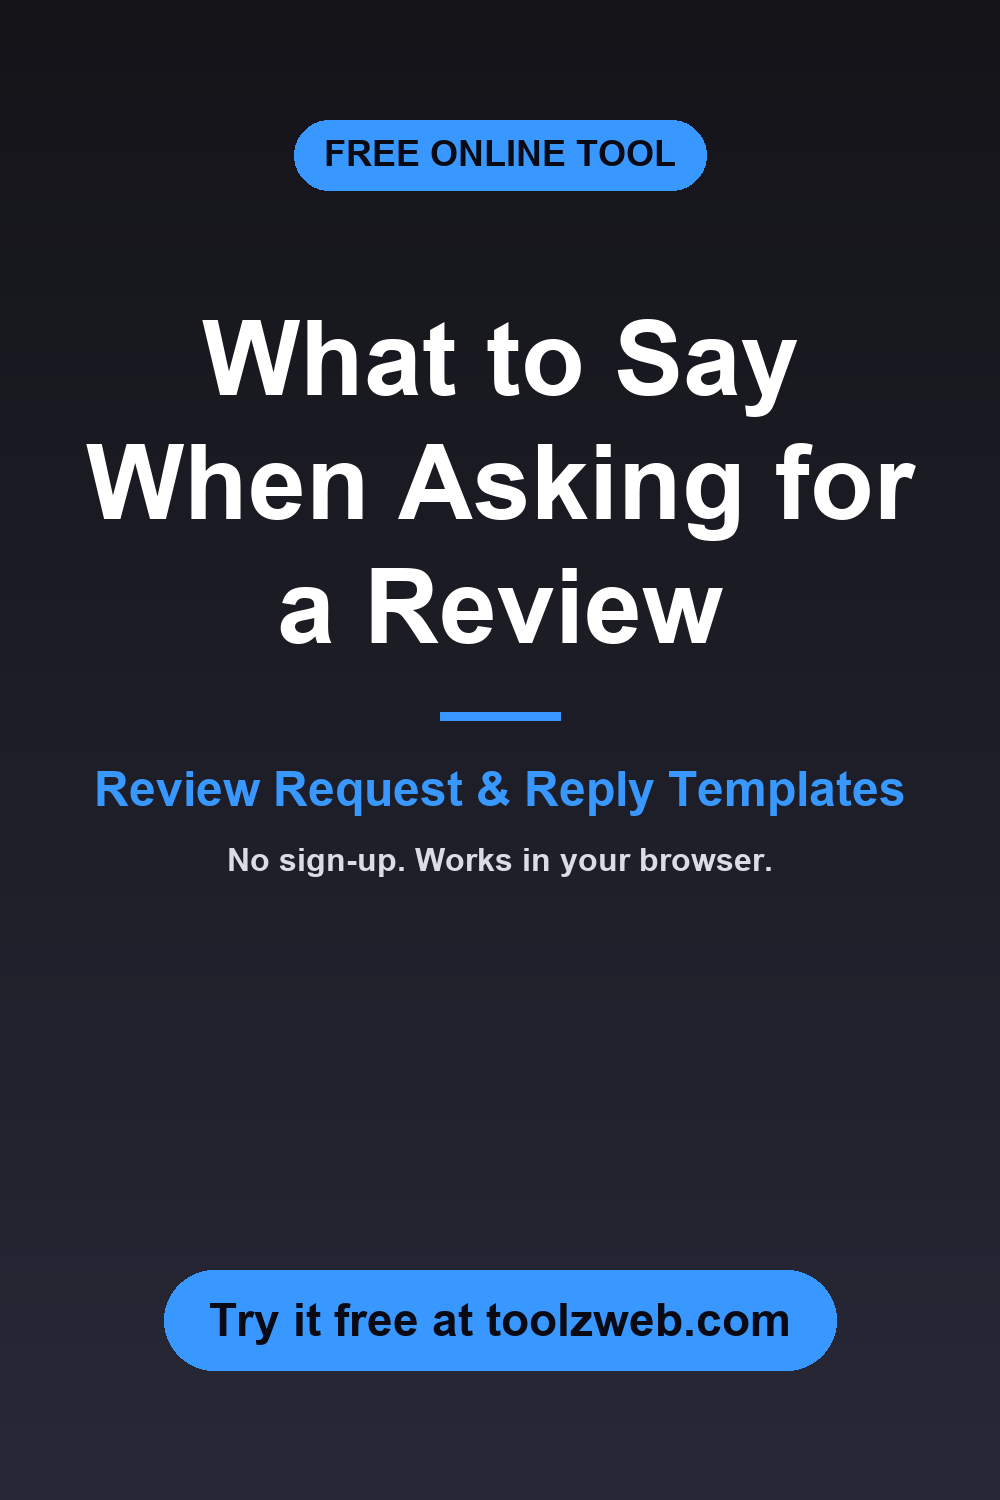 FREE ONLINE TOOL
What to Say
When Asking for
a Review
Review Request & Reply Templates
No sign-up. Works in your browser.
Try it free at toolzweb.com